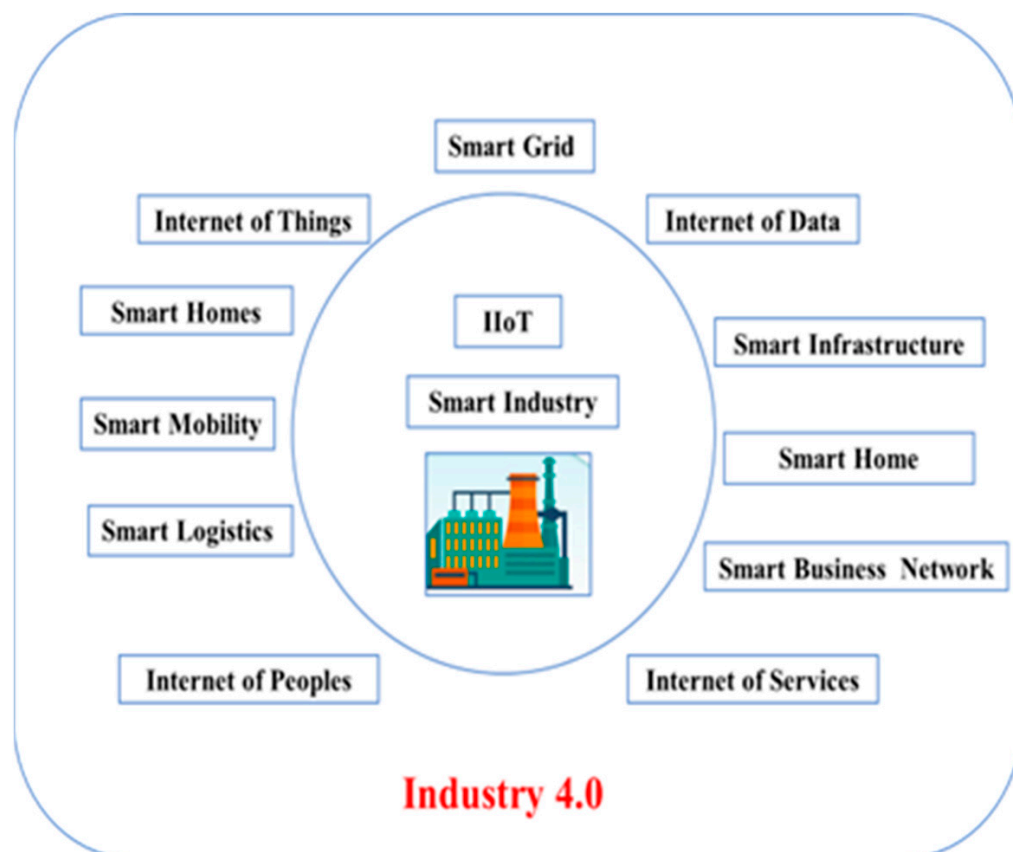 Smart Grid
Internet of Things
Internet of Data
Smart Homes
IIoT
Smart Infrastructure
Smart Industry
Smart Mobility
Smart Home
Smart Logistics
Smart Business Network
Internet of Peoples
Internet of Services
Industry 4.0